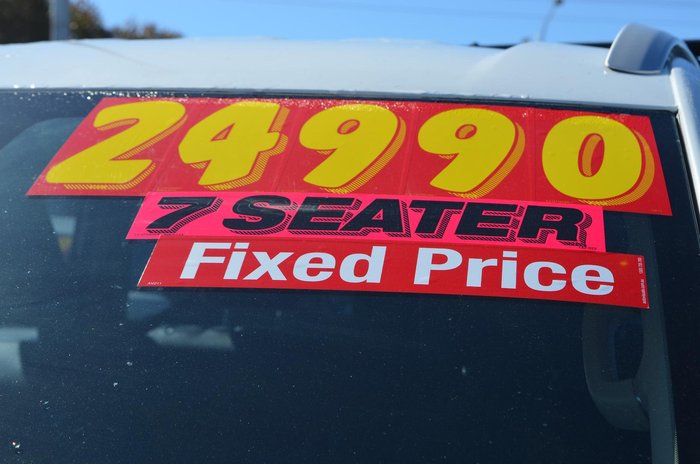 24990
7 SEATER
Fixed Price